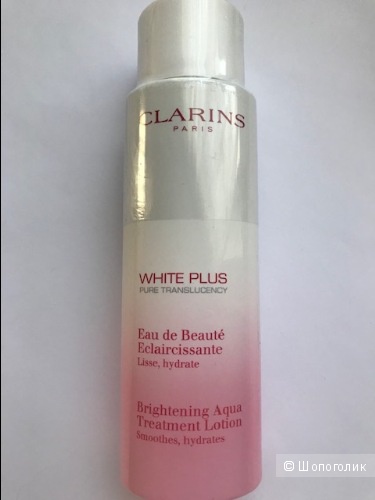 CLARINS
PARIS
WHITE PLUS
PURE TRANSLUCENCY
Eau de Beauté
Eclaircissante
Lisse, hydrate
Brightening Aqua
Treatment Lotion
Smoothes, hydrates
© Шопоголик